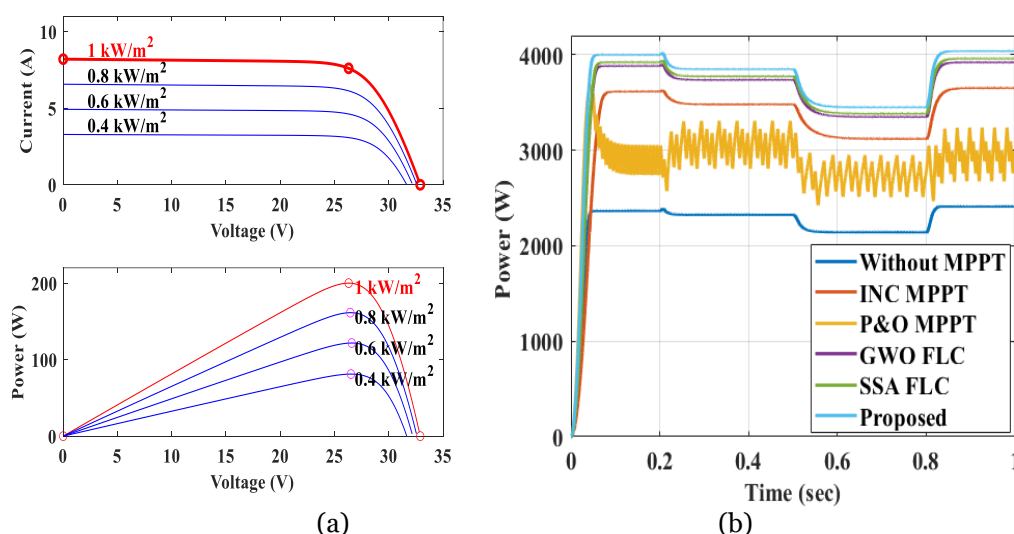 10
5
0
Current (A)
1 kW/m²
0.8 kW/m²
0.6 kW/m²
0.4 kW/m²
0 5 10 15 20 25 30 35
Voltage (V)
200
100
0
Power (W)
1 kW/m²
0.8 kW/m²
0.6 kW/m²
0.4 kW/m²
0 5 10 15 20 25 30 35
Voltage (V)
(a)
4000
3000
2000
1000
0
Power (W)
Without MPPT
INC MPPT
P&O MPPT
GWO FLC
SSA FLC
Proposed
0 0.2 0.4 0.6 0.8 1
Time (sec)
(b)